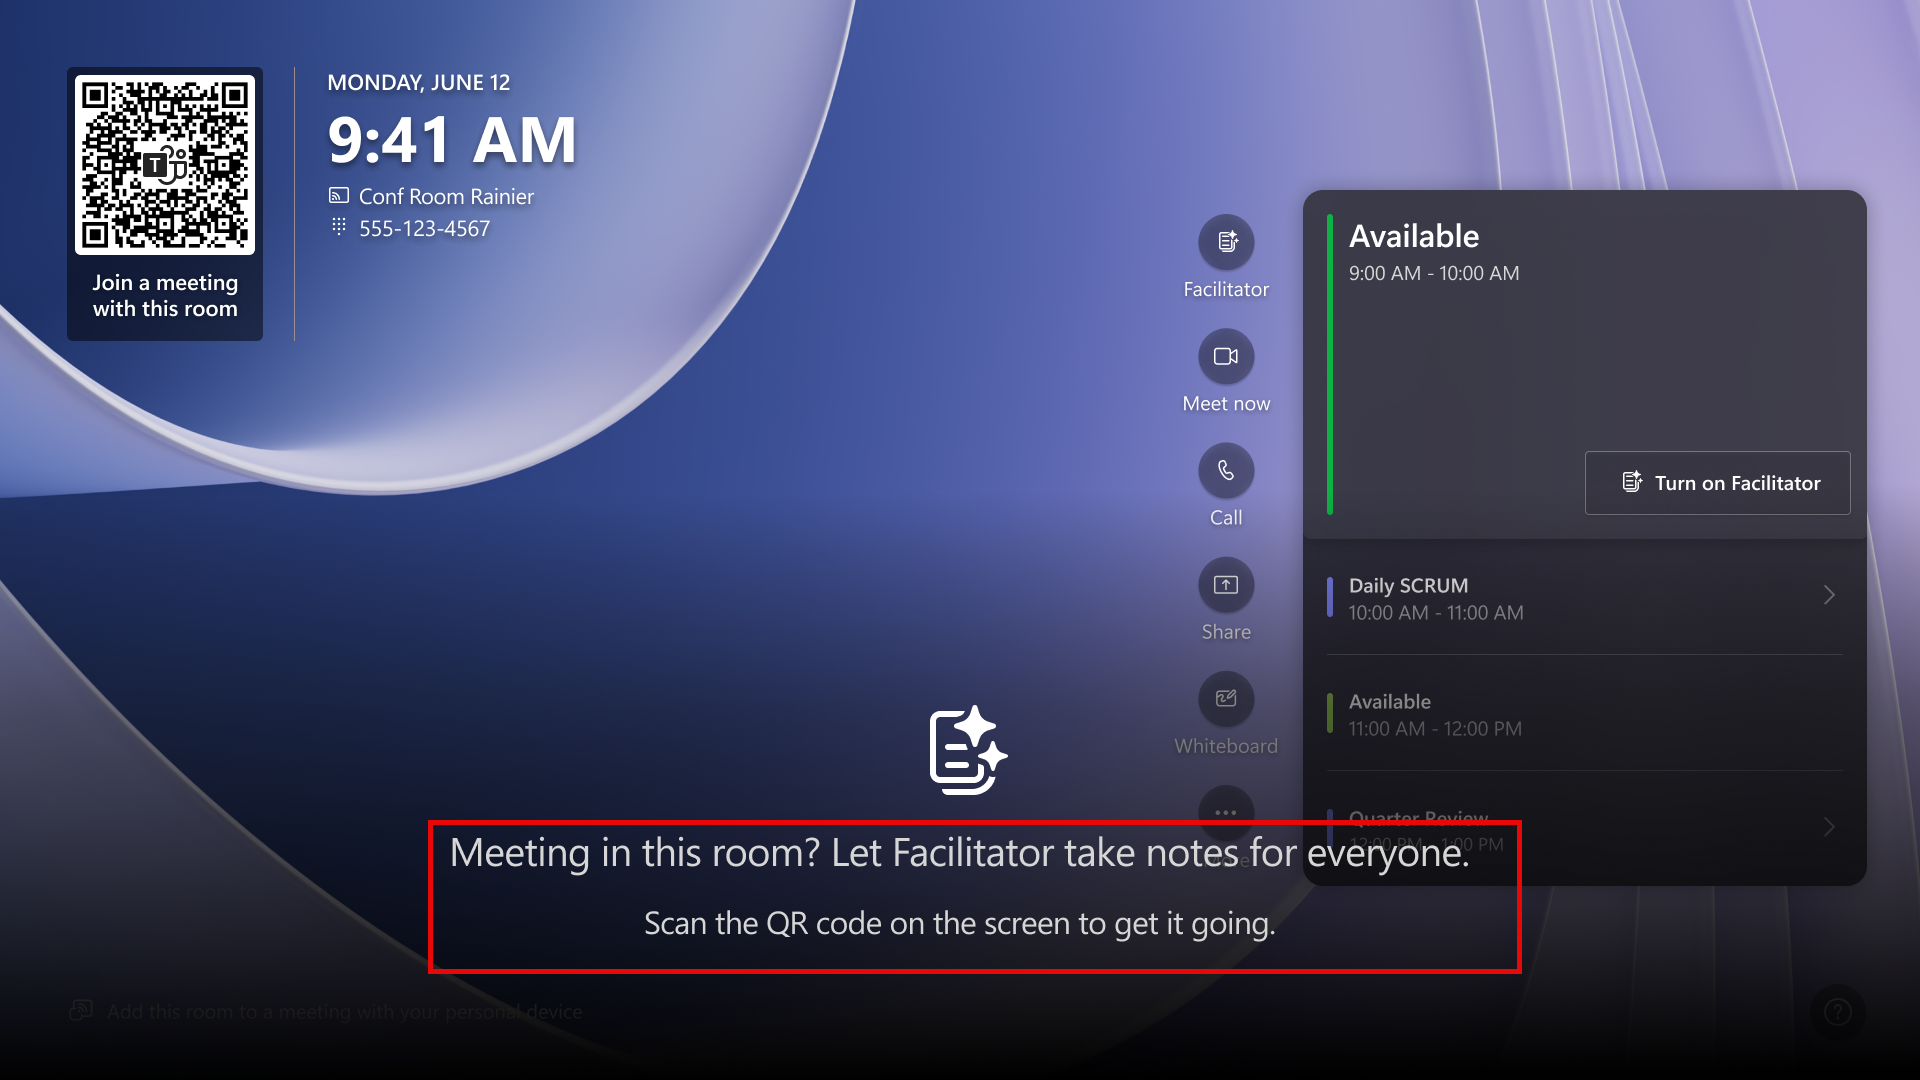 MONDAY, JUNE 12
9:41 AM
Conf Room Rainier
555-123-4567
T
Join a meeting
with this room
Facilitator
Meet now
Call
Share
Whiteboard
Available
9:00 AM - 10:00 AM
Turn on Facilitator
Daily SCRUM
10:00 AM - 11:00 AM
Available
11:00 AM - 12:00 PM
Quarter Review
12:00 PM - 1:00 PM
Meeting in this room? Let Facilitator take notes for everyone.
Scan the QR code on the screen to get it going.
Add this room to a meeting with your personal device